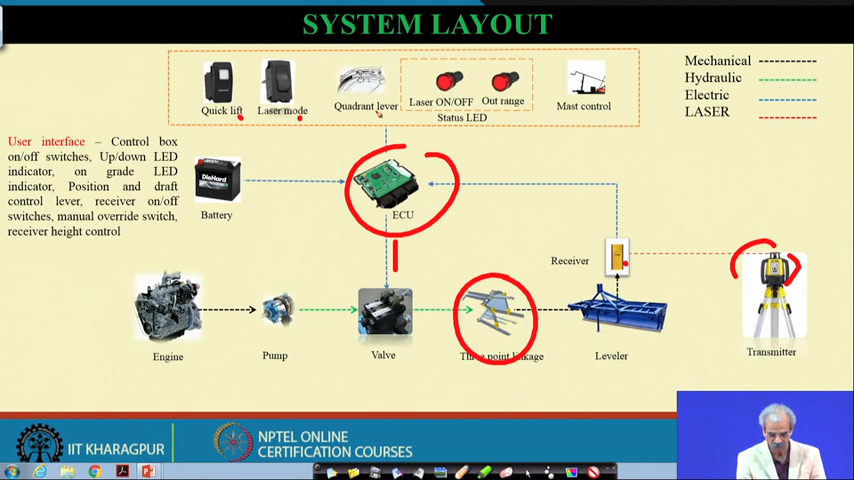 SYSTEM LAYOUT
Mechanical
Hydraulic
Electric
LASER
Quick lift
Laser mode
Quadrant lever
Laser ON/OFF
Out range
Status LED
Mast control
User interface – Control box
on/off switches, Up/down LED
indicator, on grade LED
indicator, Position and draft
control lever, receiver on/off
switches, manual override switch,
receiver height control
DieHard
Battery
ECU
Receiver
Engine
Pump
Valve
Three point linkage
Leveler
Transmitter
IIT KHARAGPUR
NPTEL ONLINE
CERTIFICATION COURSES